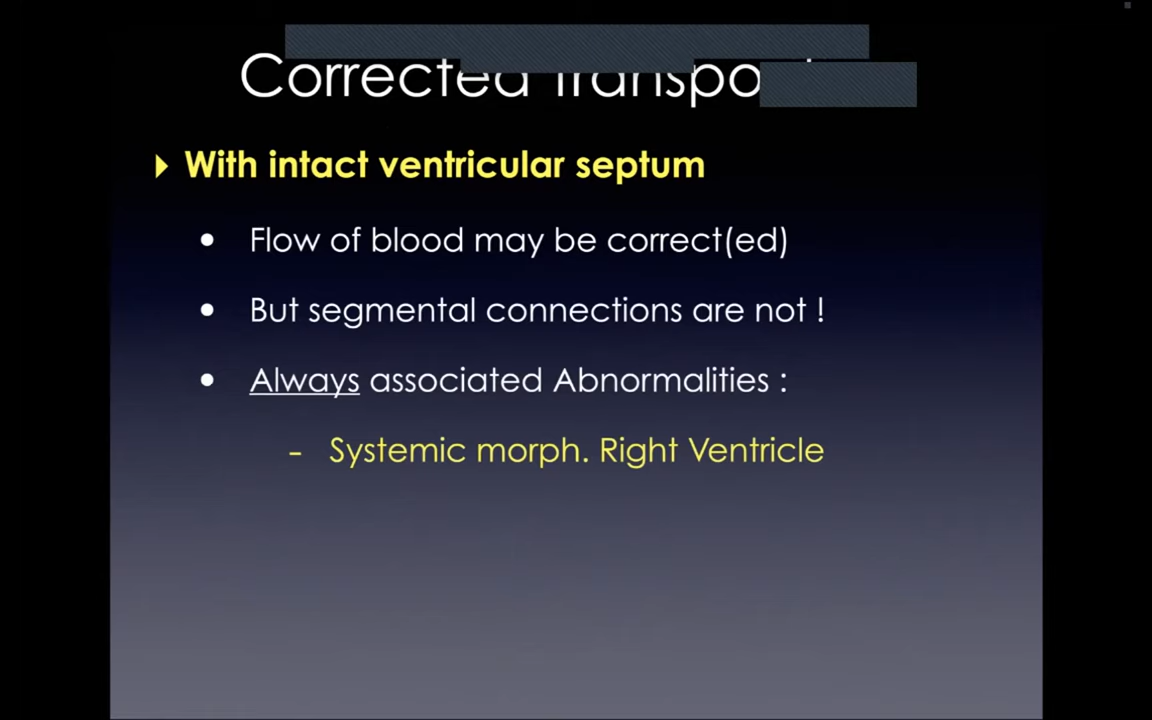 Corrected
With intact ventricular septum
Flow of blood may be correct(ed)
But segmental connections are not !
Always associated Abnormalities :
- Systemic morph. Right Ventricle